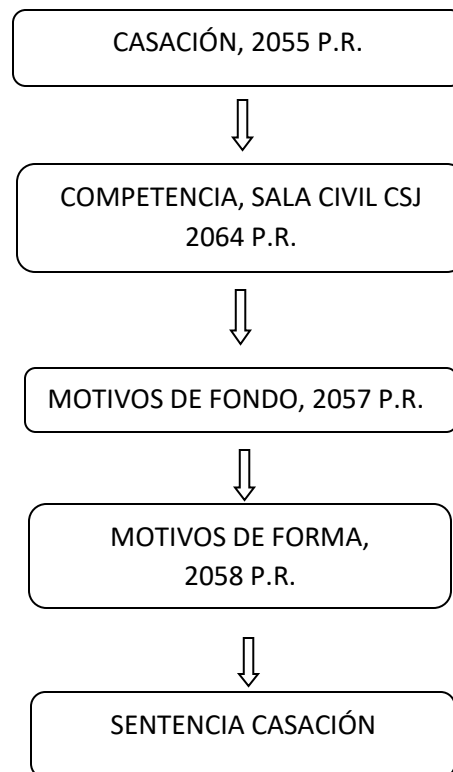 CASACIÓN, 2055 P.R.
COMPETENCIA, SALA CIVIL CSJ
2064 P.R.
MOTIVOS DE FONDO, 2057 P.R.
MOTIVOS DE FORMA,
2058 P.R.
SENTENCIA CASACIÓN